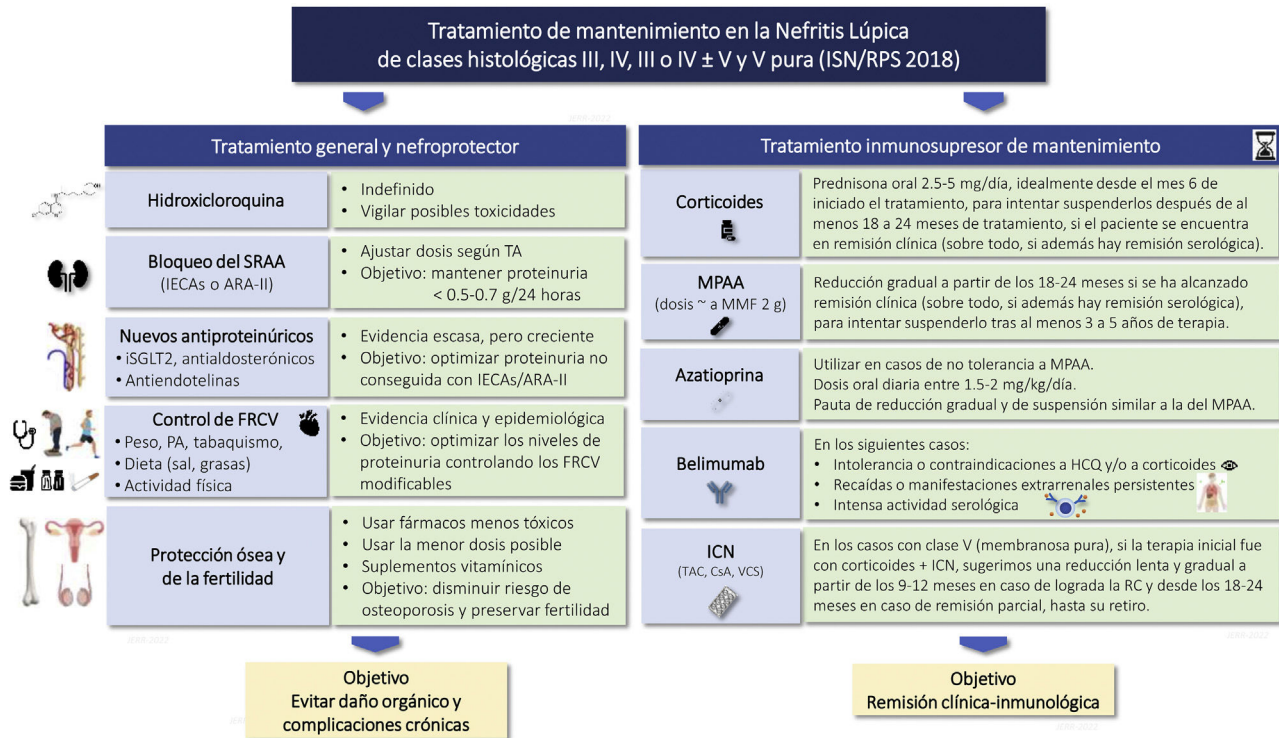 Tratamiento de mantenimiento en la Nefritis Lúpica
de clases histológicas III, IV, III o IV ± V y V pura (ISN/RPS 2018)
IERR-2022
Tratamiento general y nefroprotector
Hidroxicloroquina
• Indefinido
• Vigilar posibles toxicidades
Bloqueo del SRAA
(IECAs o ARA-II)
• Ajustar dosis según TA
• Objetivo: mantener proteinuria
< 0.5-0.7 g/24 horas
Nuevos antiproteinúricos
• iSGLT2, antialdosterónicos
• Antiendotelinas
• Evidencia escasa, pero creciente
• Objetivo: optimizar proteinuria no
conseguida con IECAs/ARA-II
Control de FRCV
• Peso, PA, tabaquismo,
• Dieta (sal, grasas)
• Actividad física
• Evidencia clínica y epidemiológica
• Objetivo: optimizar los niveles de
proteinuria controlando los FRCV
modificables
Protección ósea y
de la fertilidad
• Usar fármacos menos tóxicos
• Usar la menor dosis posible
• Suplementos vitamínicos
• Objetivo: disminuir riesgo de
osteoporosis y preservar fertilidad
IERR-2022
Objetivo
Evitar daño orgánico y
complicaciones crónicas
Tratamiento inmunosupresor de mantenimiento
Corticoides
Prednisona oral 2.5-5 mg/día, idealmente desde el mes 6 de
iniciado el tratamiento, para intentar suspenderlos después de al
menos 18 a 24 meses de tratamiento, si el paciente se encuentra
en remisión clínica (sobre todo, si además hay remisión serológica).
MPAA
(dosis ~ a MMF 2 g)
Reducción gradual a partir de los 18-24 meses si se ha alcanzado
remisión clínica (sobre todo, si además hay remisión serológica),
para intentar suspenderlo tras al menos 3 a 5 años de terapia.
Azatioprina
Utilizar en casos de no tolerancia a MPAA.
Dosis oral diaria entre 1.5-2 mg/kg/día.
Pauta de reducción gradual y de suspensión similar a la del MPAA.
Belimumab
En los siguientes casos:
• Intolerancia o contraindicaciones a HCQ y/o a corticoides
• Recaídas o manifestaciones extrarrenales persistentes
• Intensa actividad serológica
ICN
(TAC, CsA, VCS)
En los casos con clase V (membranosa pura), si la terapia inicial fue
con corticoides + ICN, sugerimos una reducción lenta y gradual a
partir de los 9-12 meses en caso de lograda la RC y desde los 18-24
meses en caso de remisión parcial, hasta su retiro.
IERR-2022
Objetivo
Remisión clínica-inmunológica
IERR-2022